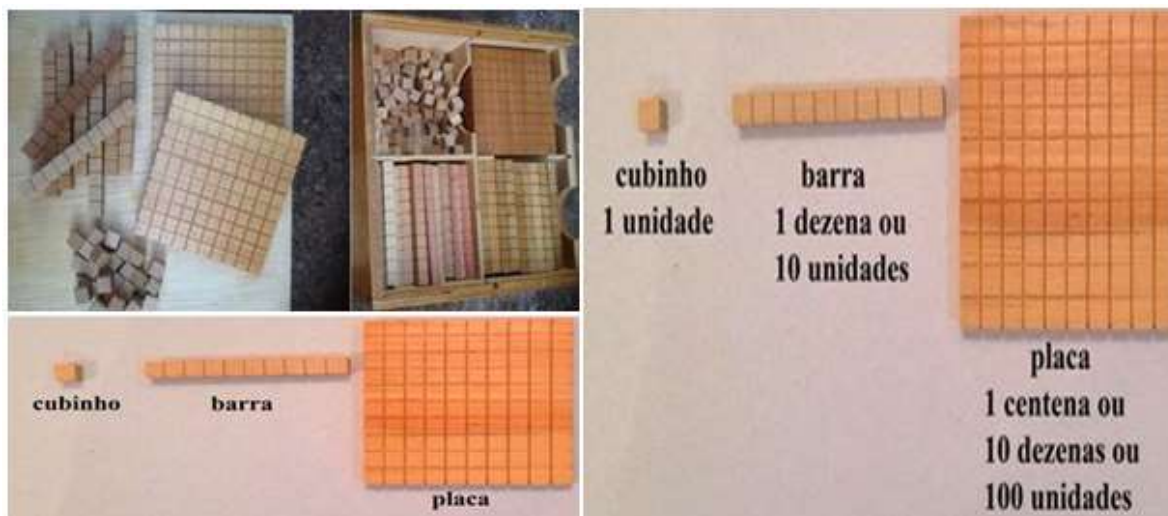 cubinho
barra
placa
cubinho
1 unidade
barra
1 dezena ou
10 unidades
placa
1 centena ou
10 dezenas ou
100 unidades